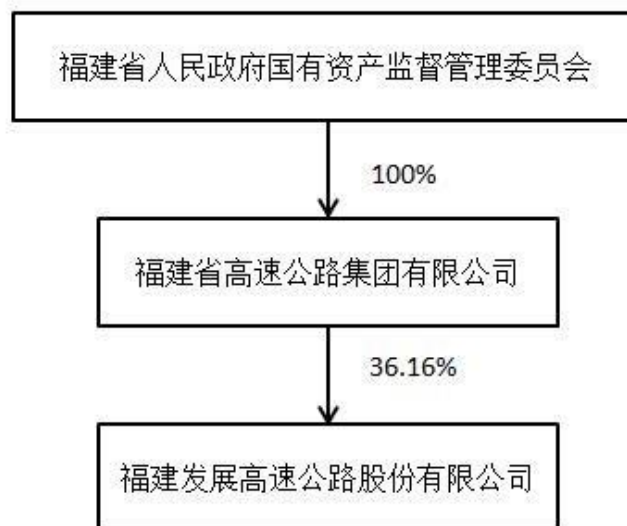 福建省人民政府国有资产监督管理委员会
100%
福建省高速公路集团有限公司
36.16%
福建发展高速公路股份有限公司